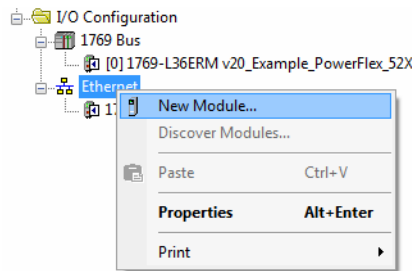 I/O Configuration
1769 Bus
[0] 1769-L36ERM v20_Example_PowerFlex_52X
Ethernet
New Module...
Discover Modules...
Paste Ctrl+V
Properties Alt+Enter
Print